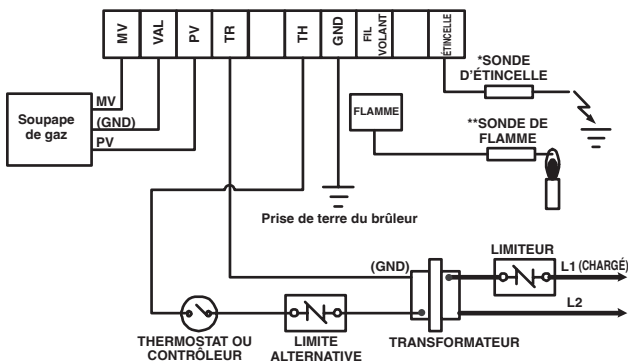 MV
VAL
PV
TR
TH
GND
FIL
VOLANT
ÉTINCELLE
*SONDE
D'ÉTINCELLE
MV
Soupape
de gaz
(GND)
PV
FLAMME
**SONDE DE
FLAMME
Prise de terre du brûleur
LIMITEUR
(GND)
L1 (CHARGÉ)
L2
THERMOSTAT OU
CONTRÔLEUR
LIMITE
ALTERNATIVE
TRANSFORMATEUR